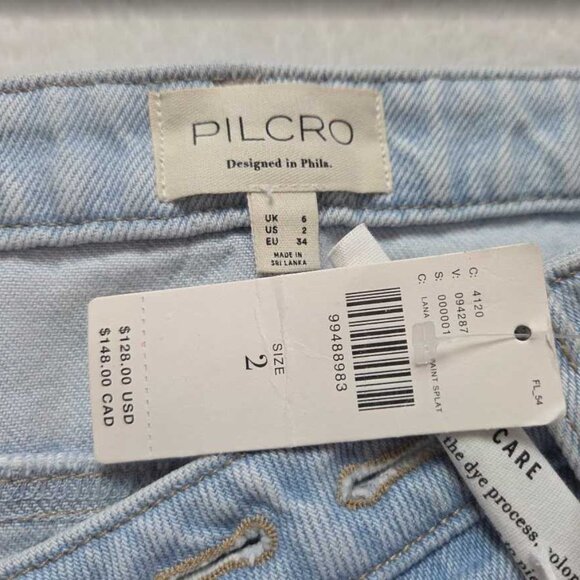 PILCRO
Designed in Phila.
UK 6
US 2
EU 34
MADE IN
SRI LANKA
C: 4120
V: 094287
S: 000001
C: LANA PAINT SPLAT
99488983
SIZE
2
$128.00 USD
$148.00 CAD
FL_54
CARE
the dye process,